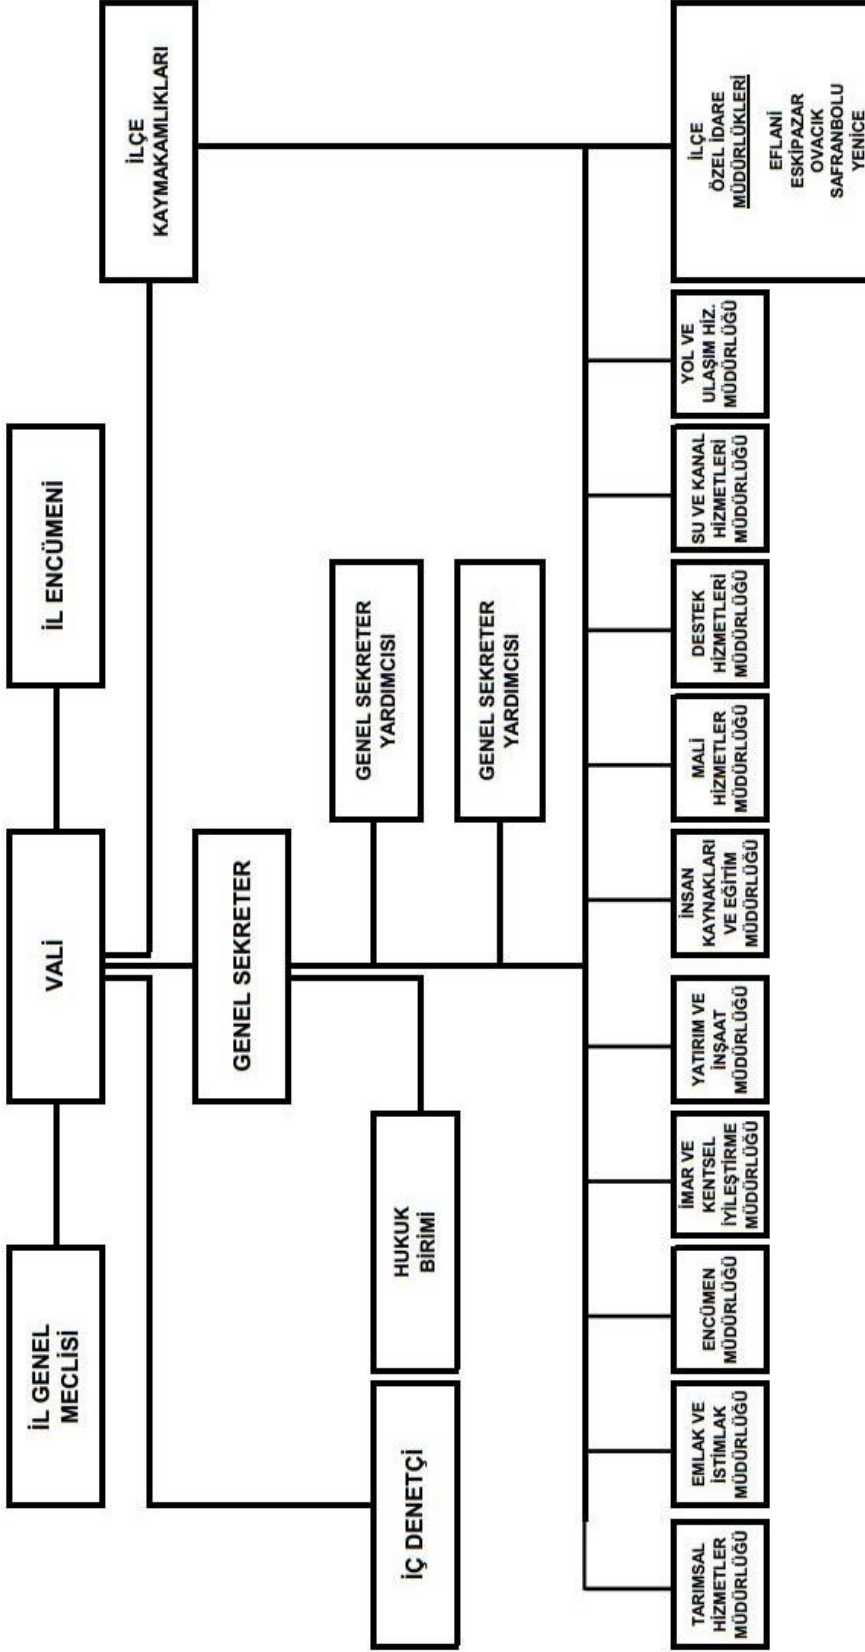 İL GENEL
MECLİSİ
VALİ
İL ENCÜMENİ
İLÇE
KAYMAKAMLIKLARI
GENEL SEKRETER
GENEL SEKRETER
YARDIMCISI
GENEL SEKRETER
YARDIMCISI
İÇ DENETÇİ
HUKUK
BİRİMİ
TARIMSAL
HİZMETLER
MÜDÜRLÜĞÜ
EMLAK VE
İSTİMLAK
MÜDÜRLÜĞÜ
ENCÜMEN
MÜDÜRLÜĞÜ
İMAR VE
KENTSEL
İYİLEŞTİRME
MÜDÜRLÜĞÜ
YATIRIM VE
İNŞAAT
MÜDÜRLÜĞÜ
İNSAN
KAYNAKLARI
VE EĞİTİM
MÜDÜRLÜĞÜ
MALİ
HİZMETLER
MÜDÜRLÜĞÜ
DESTEK
HİZMETLERİ
MÜDÜRLÜĞÜ
SU VE KANAL
HİZMETLERİ
MÜDÜRLÜĞÜ
YOL VE
ULAŞIM HİZ.
MÜDÜRLÜĞÜ
İLÇE
ÖZEL İDARE
MÜDÜRLÜKLERİ
EFLANİ
ESKİPAZAR
OVACIK
SAFRANBOLU
YENİCE